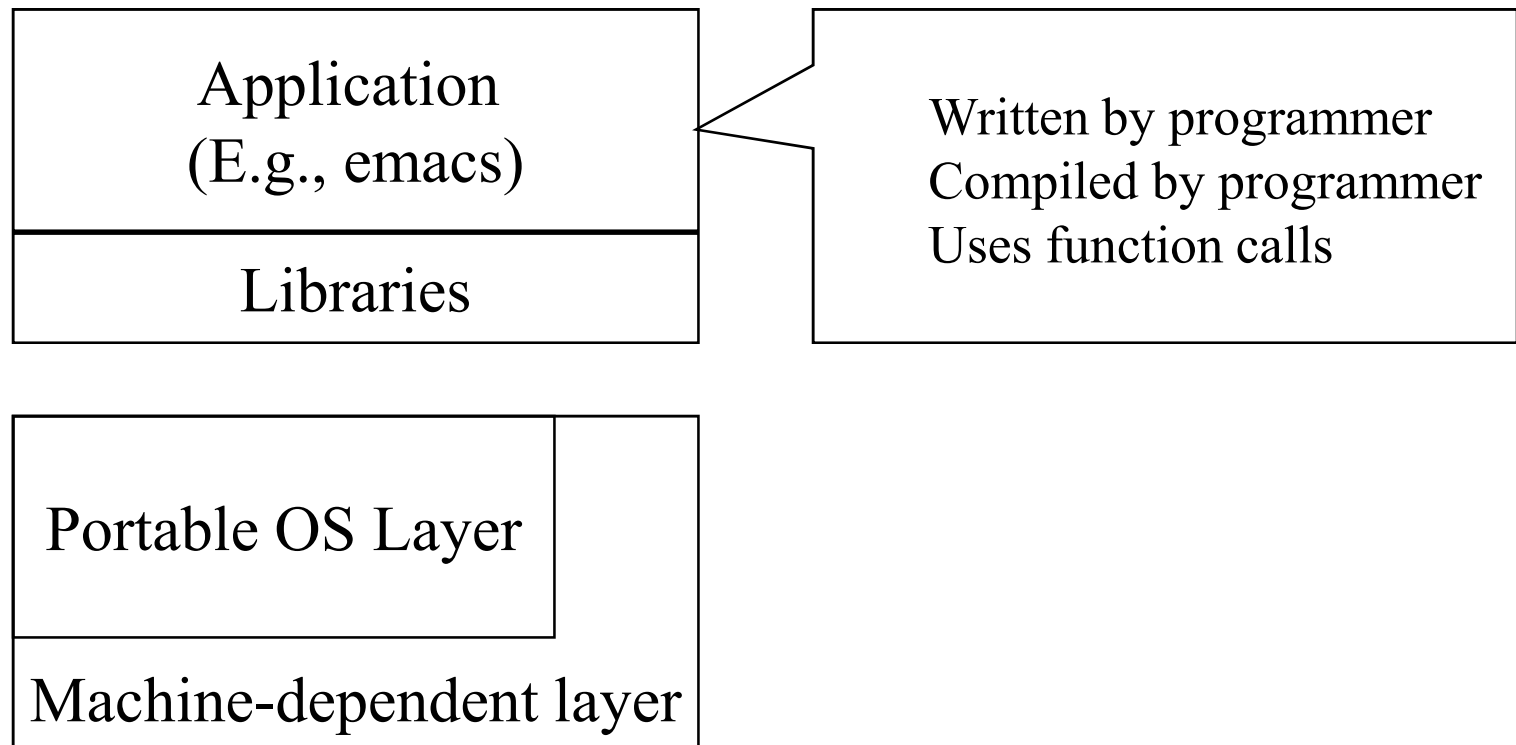 Application
(E.g., emacs)
Written by programmer
Compiled by programmer
Uses function calls
Libraries
Portable OS Layer
Machine-dependent layer